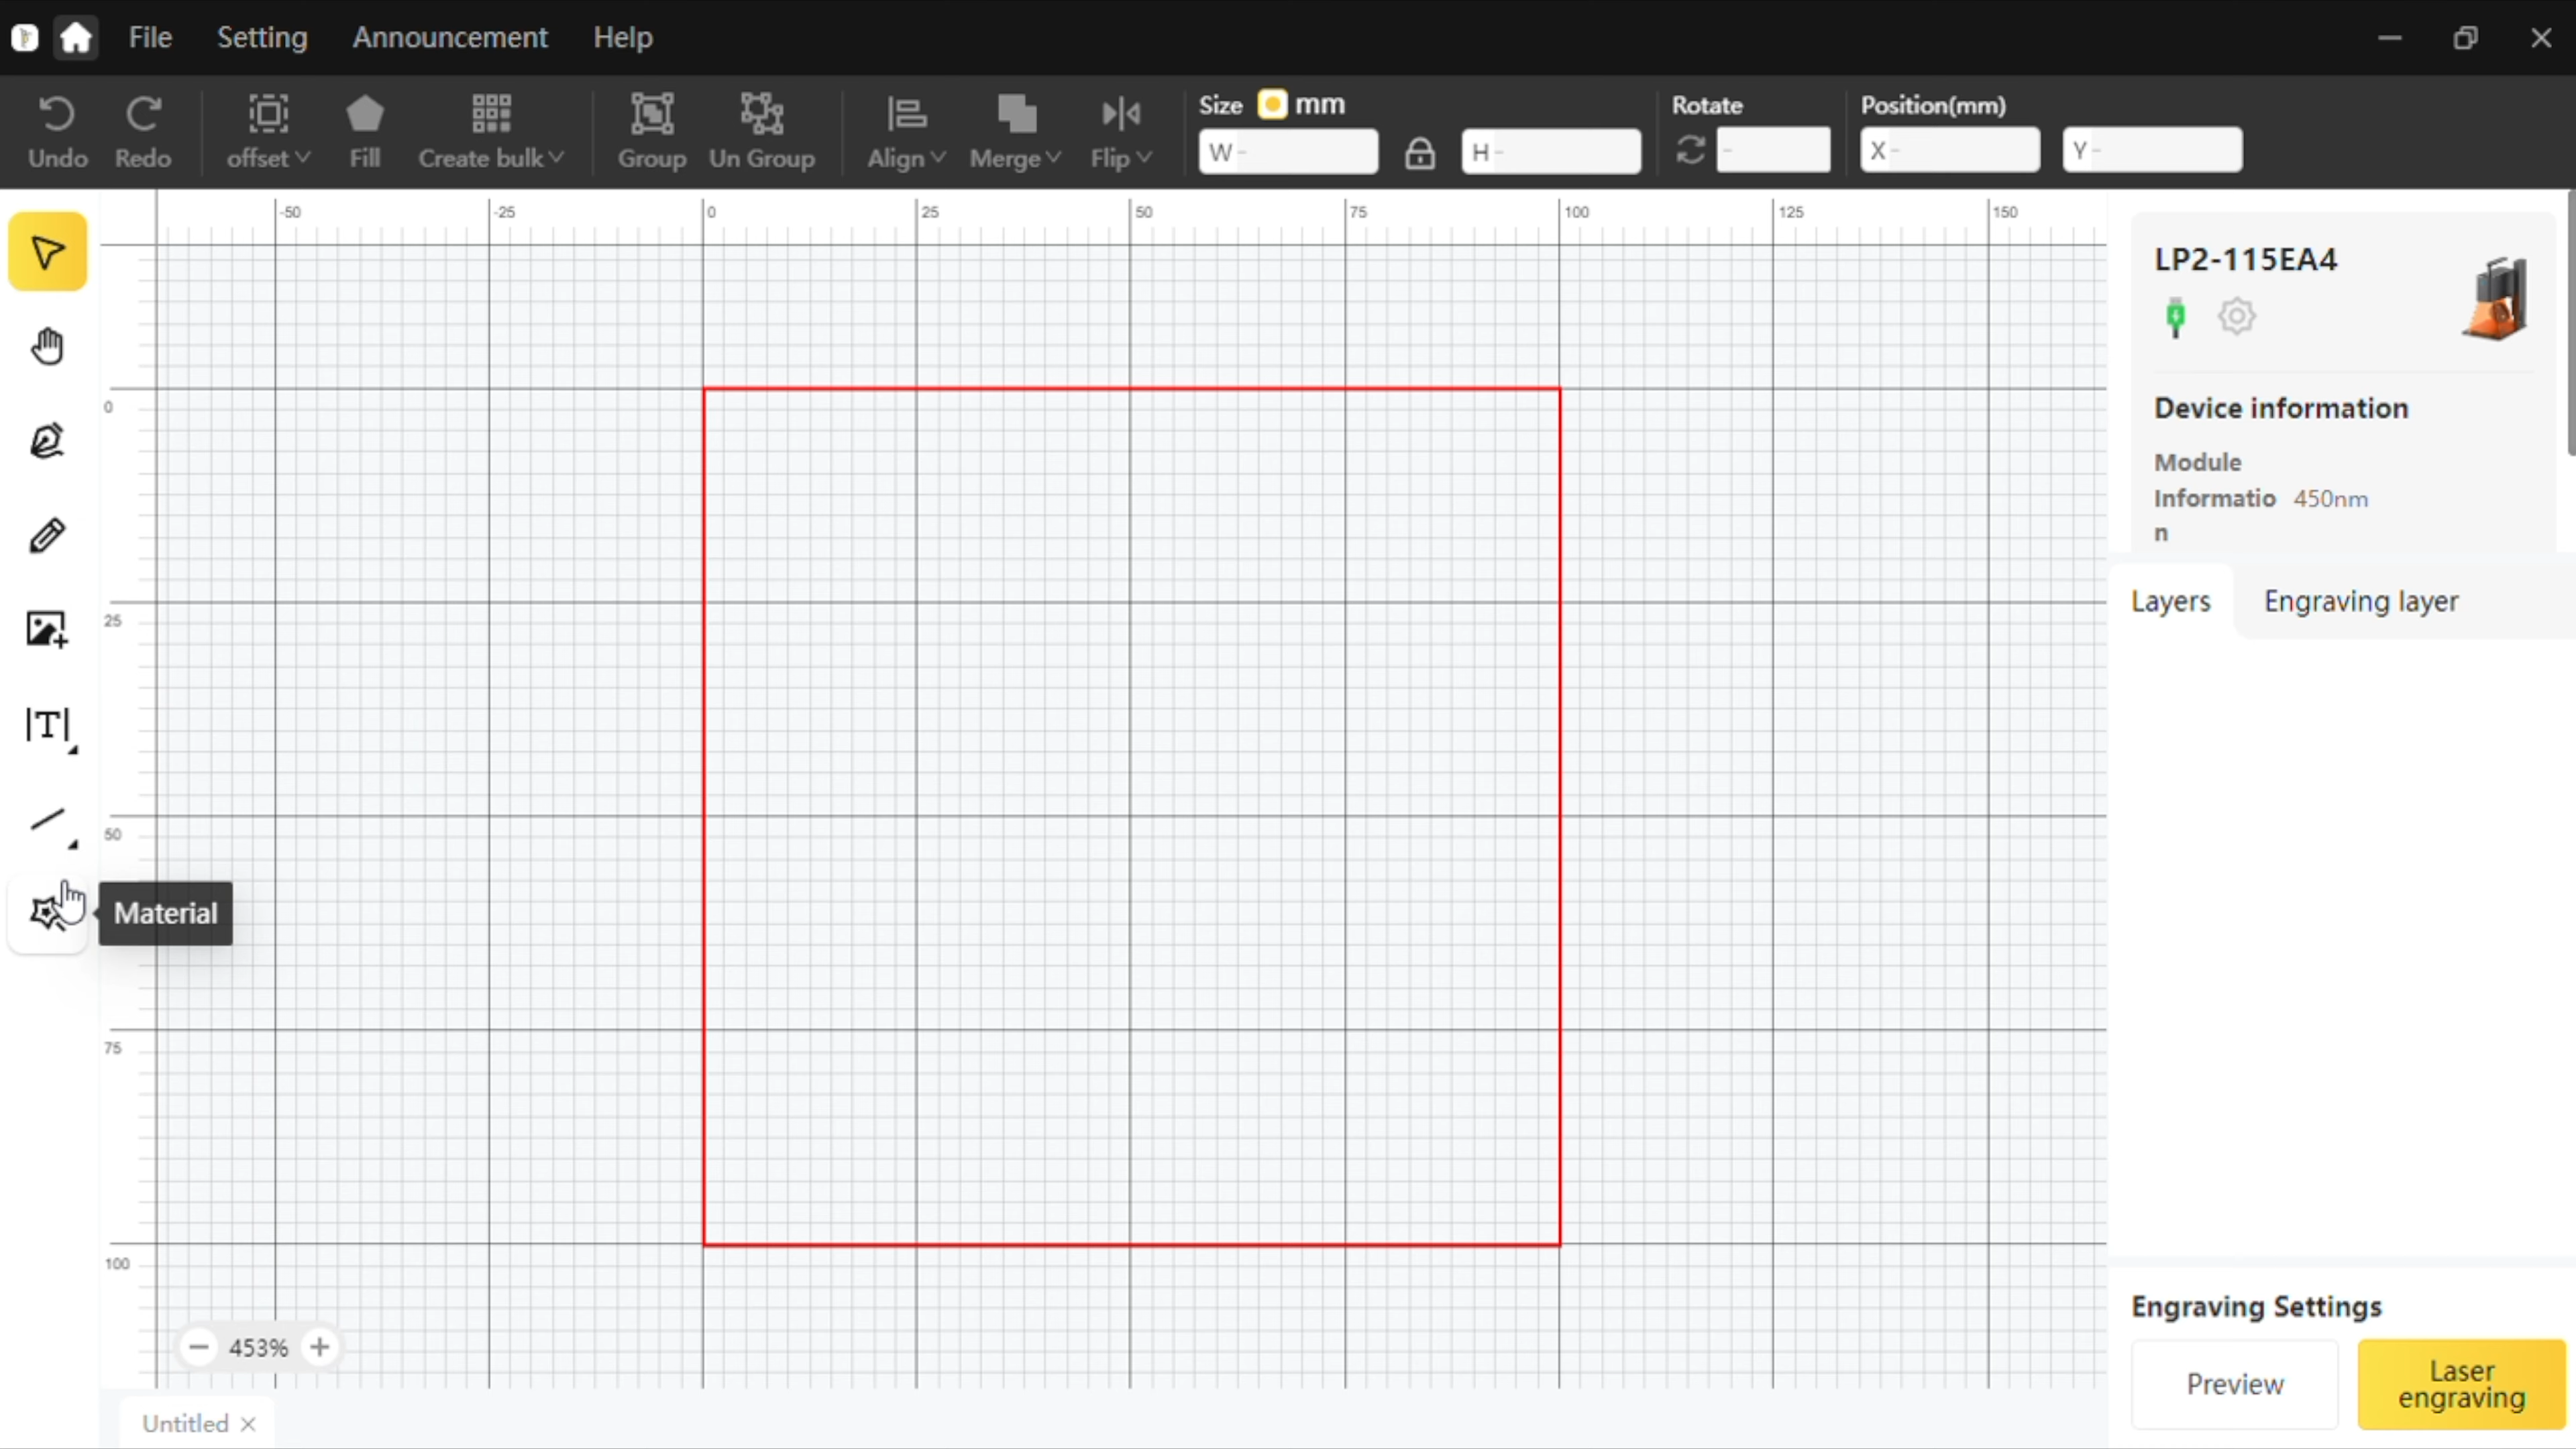 File Setting Announcement Help
Undo Redo offset Fill Create bulk Group Un Group Align Merge Flip
Size mm Rotate Position(mm)
W - H - - X - Y -
-50 -25 0 25 50 75 100 125 150
0
25
50
75
100
Material
LP2-115EA4
Device information
Module
Informatio 450nm
n
Layers Engraving layer
Engraving Settings
Preview
Laser
engraving
453%
Untitled